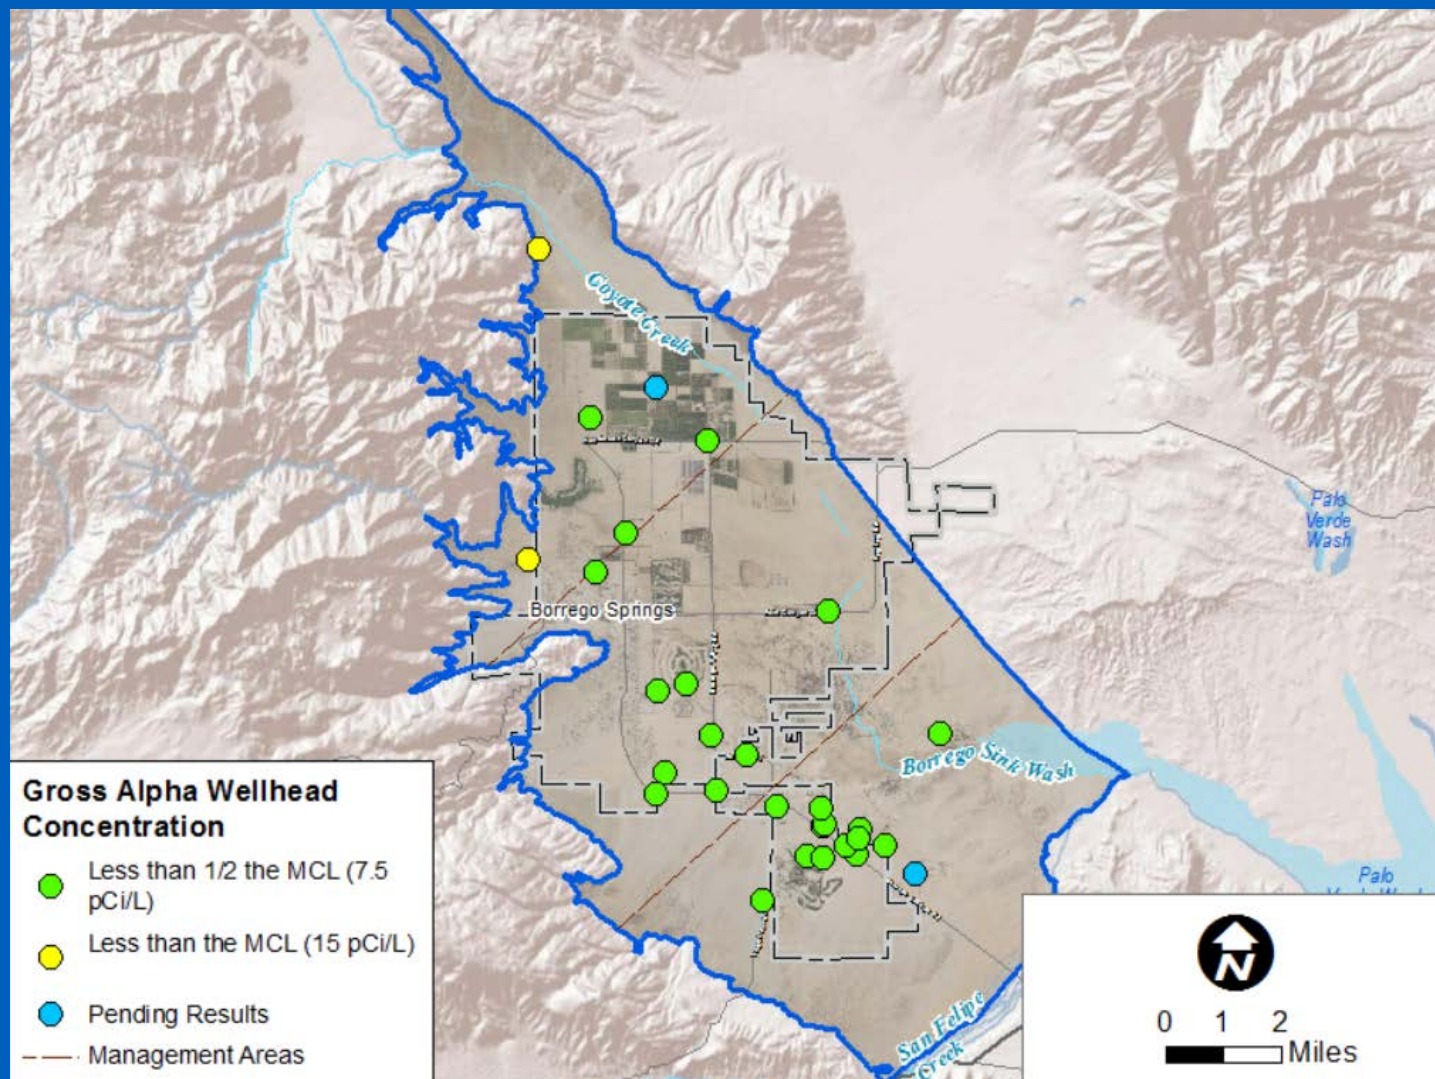 Coyote Creek
Palo
Verde
Wash
Borrego Springs
Borrego Sink Wash
Palo
San Felipe
Creek
Gross Alpha Wellhead
Concentration
Less than 1/2 the MCL (7.5
pCi/L)
Less than the MCL (15 pCi/L)
Pending Results
Management Areas
N
0 1 2
Miles